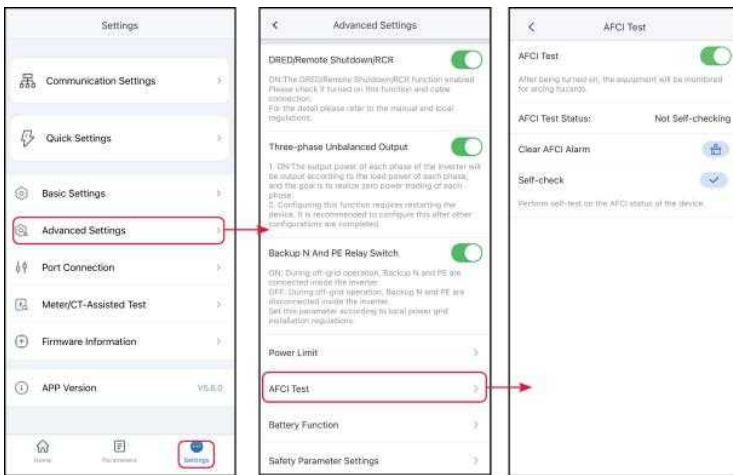 Settings
Communication Settings
Quick Settings
Basic Settings
Advanced Settings
Port Connection
Meter/CT-Assisted Test
Firmware Information
APP Version V5.8.0
Home Parameters Settings
Advanced Settings
DRED/Remote Shutdown/RCR
ON:The DRED/Remote Shutdown/RCR function enabled
Please check it turned on this function and cable
connection.
For the detail please refer to the manual and local
regulations.
Three-phase Unbalanced Output
1. ON:The output power of each phase of the inverter will
be output according to the load power of each phase,
and the goal is to realize zero power trading of each
phase.
2. Configuring this function requires restarting the
device. It is recommended to configure this after other
configurations are completed.
Backup N And PE Relay Switch
ON: During off-grid operation, Backup N and PE are
connected inside the inverter.
OFF: During off-grid operation, Backup N and PE are
disconnected inside the inverter.
Set this parameter according to local power grid
installation regulations.
Power Limit
AFCI Test
Battery Function
Safety Parameter Settings
AFCI Test
AFCI Test
After being turned on, the equipment will be monitored
for arcing hazards.
AFCI Test Status: Not Self-checking
Clear AFCI Alarm
Self-check
Perform self-test on the AFCI status of the device.